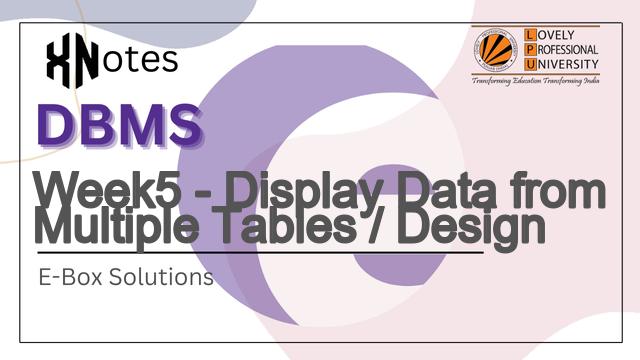 XNotes
LOVELY
PROFESSIONAL
UNIVERSITY
Transforming Education Transforming India
DBMS
Week5 - Display Data from
Multiple Tables / Design
E-Box Solutions